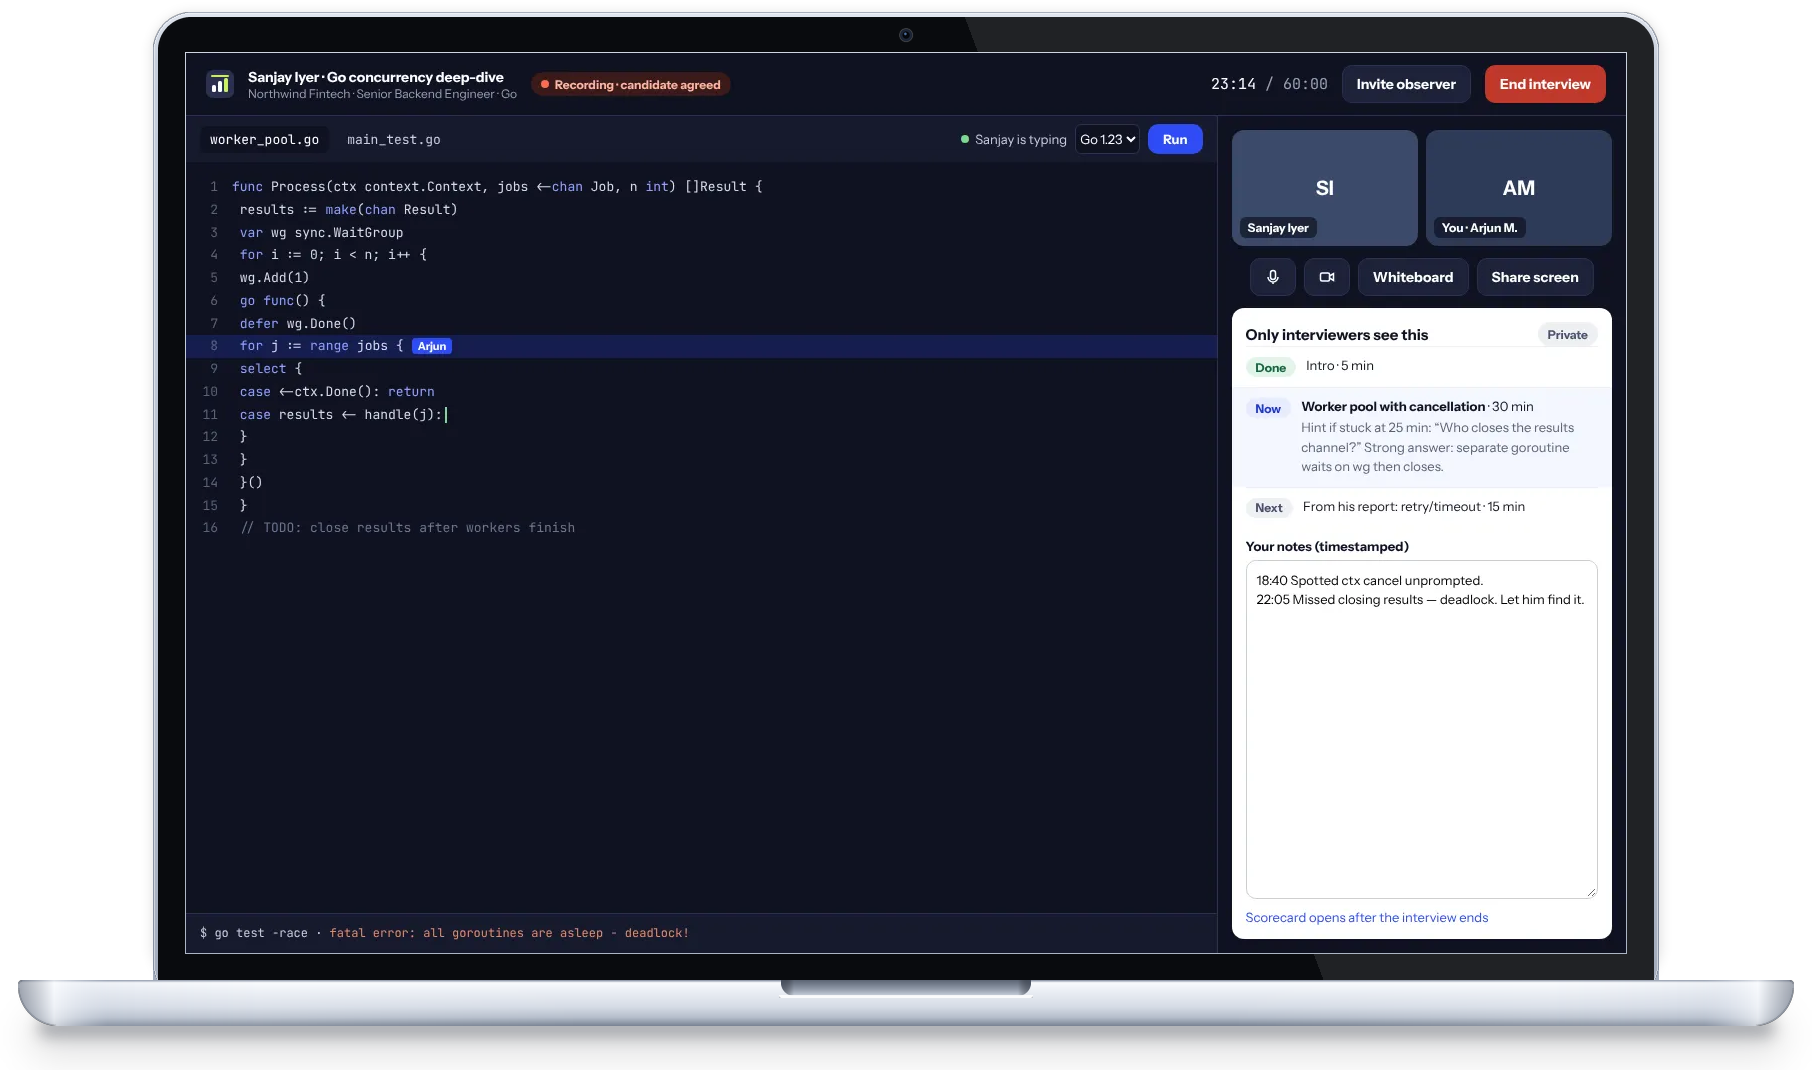 Sanjay Iyer · Go concurrency deep-dive
Northwind Fintech · Senior Backend Engineer · Go
Recording · candidate agreed
23:14 / 60:00
Invite observer
End interview
worker_pool.go
main_test.go
Sanjay is typing
Go 1.23
Run
1 func Process(ctx context.Context, jobs <-chan Job, n int) []Result {
2 results := make(chan Result)
3 var wg sync.WaitGroup
4 for i := 0; i < n; i++ {
5 wg.Add(1)
6 go func() {
7 defer wg.Done()
8 for j := range jobs { Arjun
9 select {
10 case <-ctx.Done(): return
11 case results <- handle(j):
12 }
13 }
14 }()
15 }
16 // TODO: close results after workers finish
$ go test -race · fatal error: all goroutines are asleep - deadlock!
SI
Sanjay Iyer
AM
You · Arjun M.
Whiteboard
Share screen
Only interviewers see this
Private
Done Intro · 5 min
Now Worker pool with cancellation · 30 min
Hint if stuck at 25 min: “Who closes the results
channel?” Strong answer: separate goroutine
waits on wg then closes.
Next From his report: retry/timeout · 15 min
Your notes (timestamped)
18:40 Spotted ctx cancel unprompted.
22:05 Missed closing results — deadlock. Let him find it.
Scorecard opens after the interview ends